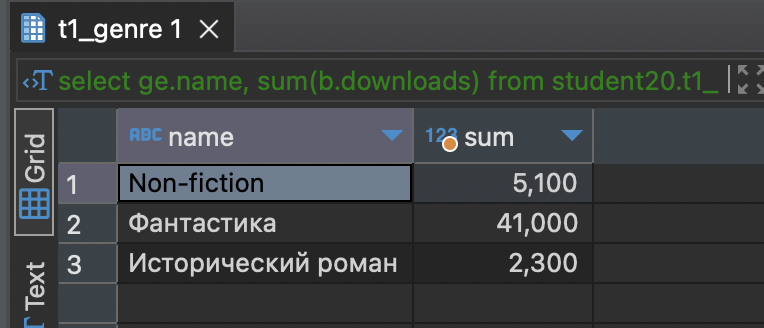 t1_genre 1
select ge.name, sum(b.downloads) from student20.t1_
Grid
Text
ABC name 123 sum
1 Non-fiction 5,100
2 Фантастика 41,000
3 Исторический роман 2,300